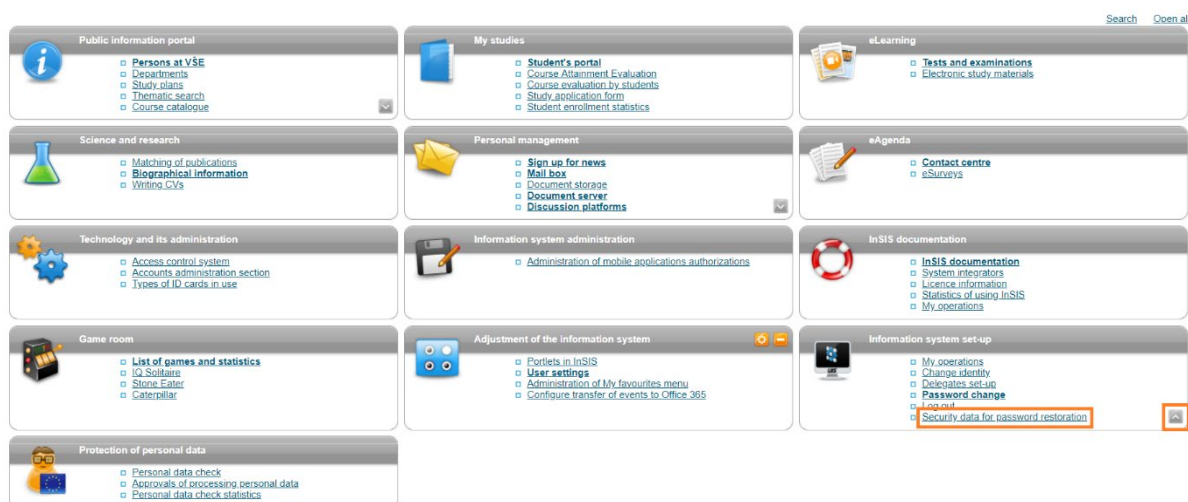 Search Open al
Public information portal
Persons at VŠE
Departments
Study plans
Thematic search
Course catalogue
My studies
Student's portal
Course Attainment Evaluation
Course evaluation by students
Study application form
Student enrollment statistics
eLearning
Tests and examinations
Electronic study materials
Science and research
Matching of publications
Biographical information
Writing CVs
Personal management
Sign up for news
Mail box
Document storage
Document server
Discussion platforms
eAgenda
Contact centre
eSurveys
Technology and its administration
Access control system
Accounts administration section
Types of ID cards in use
Information system administration
Administration of mobile applications authorizations
InSIS documentation
InSIS documentation
System integrators
Licence information
Statistics of using InSIS
My operations
Game room
List of games and statistics
IQ Solitaire
Stone Eater
Caterpillar
Adjustment of the information system
Portlets in InSIS
User settings
Administration of My favourites menu
Configure transfer of events to Office 365
Information system set-up
My operations
Change identity
Delegates set-up
Password change
Log out
Security data for password restoration
Protection of personal data
Personal data check
Approvals of processing personal data
Personal data check statistics